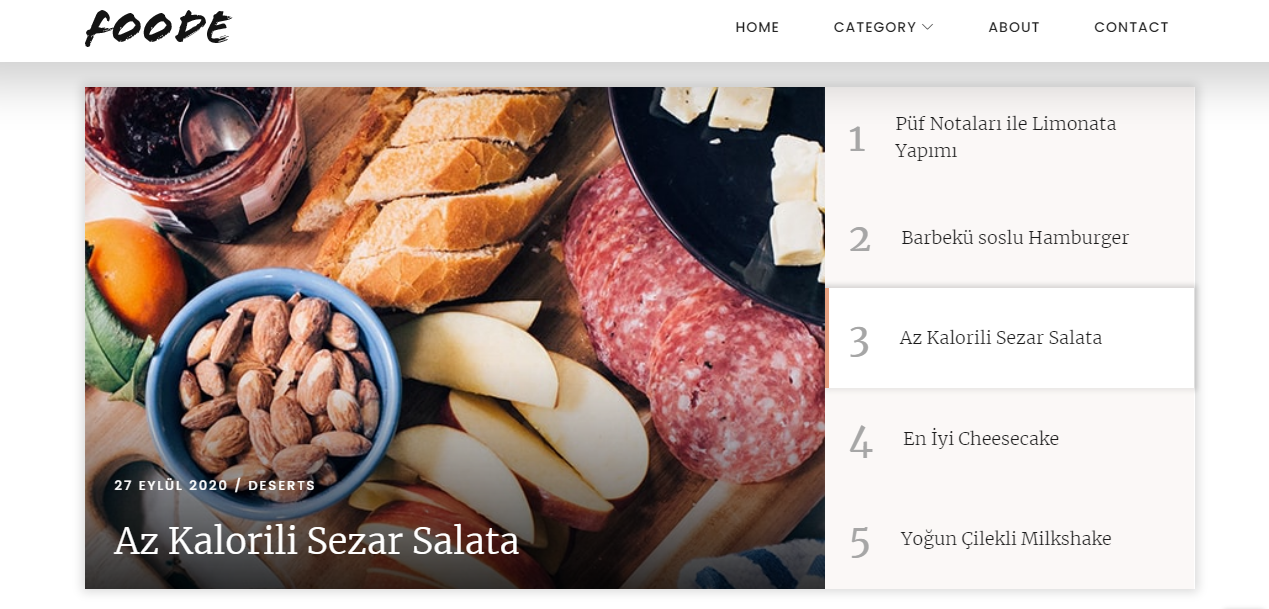 FOODE
HOME
CATEGORY
ABOUT
CONTACT
27 EYLÜL 2020 / DESERTS
Az Kalorili Sezar Salata
1
Püf Notaları ile Limonata
Yapımı
2
Barbekü soslu Hamburger
3
Az Kalorili Sezar Salata
4
En İyi Cheesecake
5
Yoğun Çilekli Milkshake